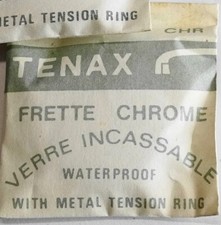 METAL TENSION RING
CHR
TENAX
FRETTE CHROME
VERRE INCASSABLE
WATERPROOF
WITH METAL TENSION RING